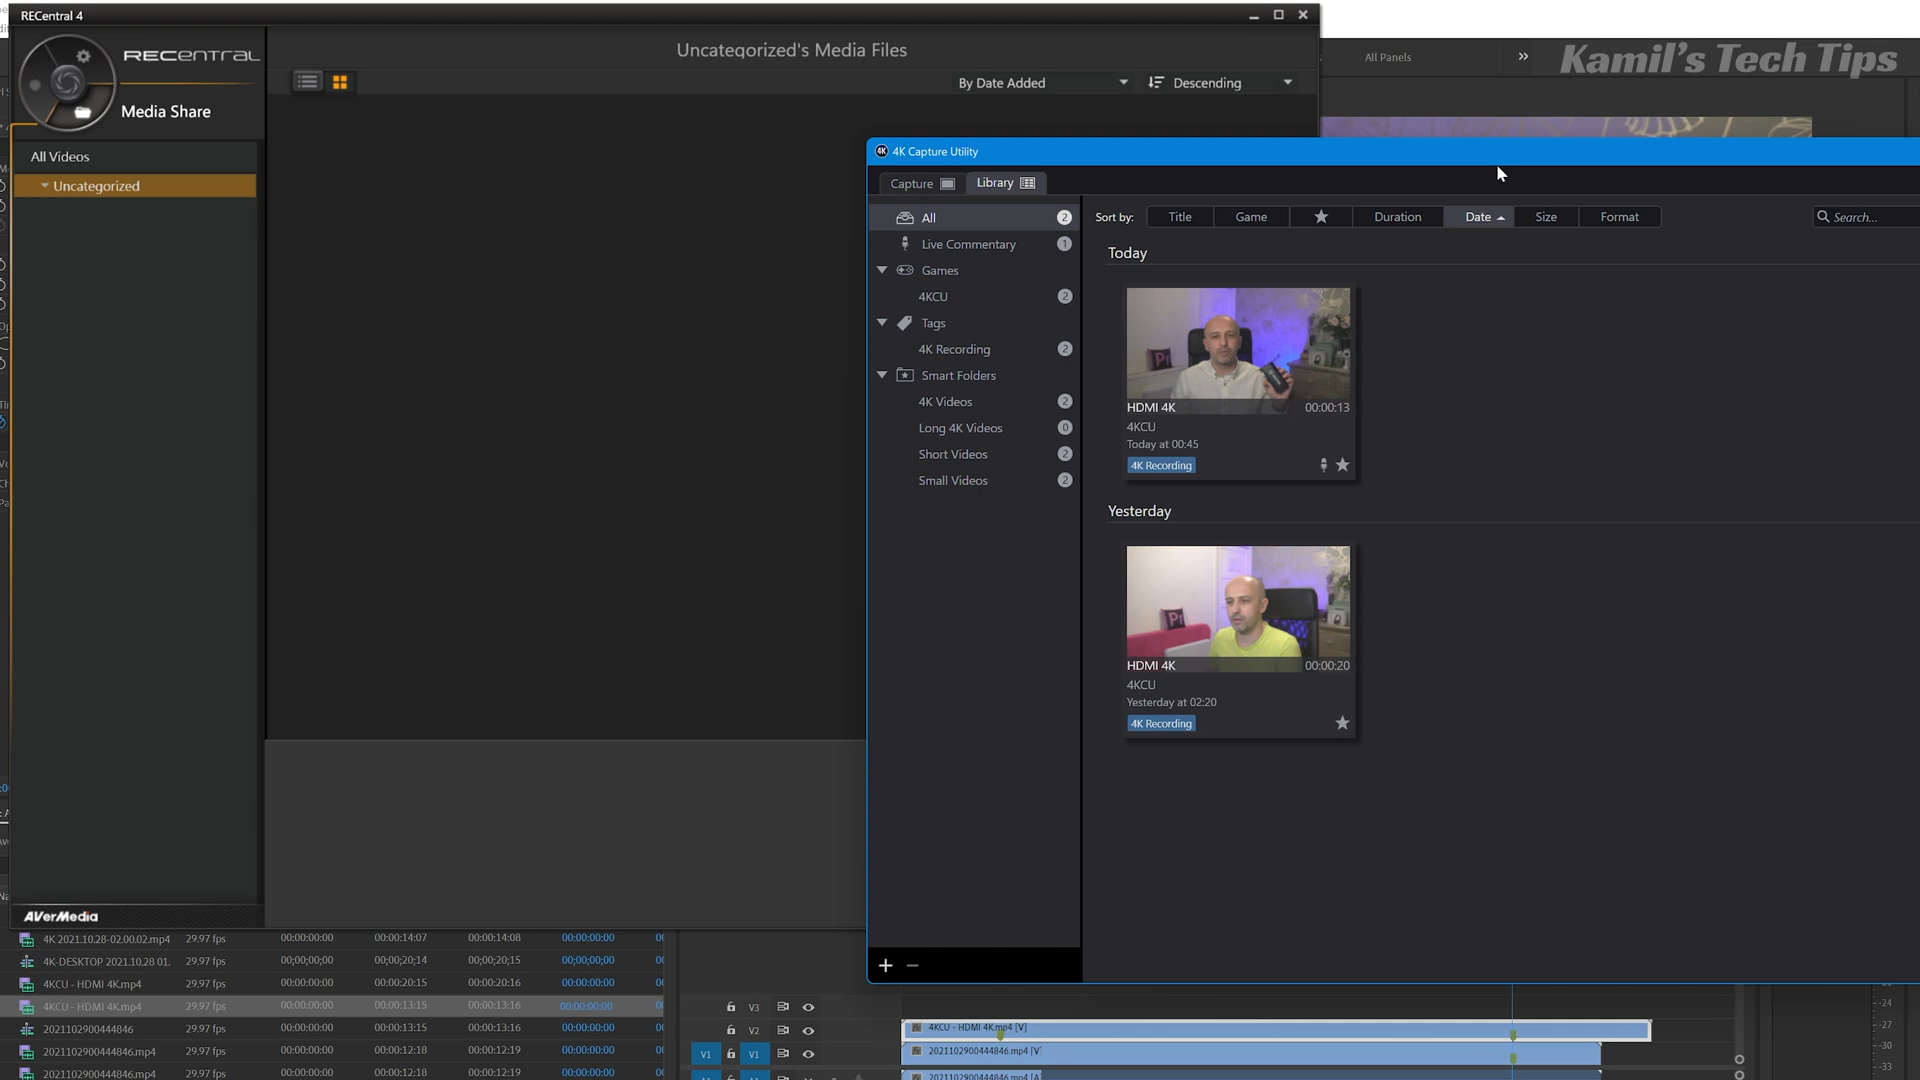 RECentral 4
RECENTRAL
Media Share
Uncategorized's Media Files
By Date Added
Descending
All Videos
Uncategorized
AVerMedia
All Panels
Kamil's Tech Tips
4K 4K Capture Utility
Capture
Library
All 2
Live Commentary 1
Games
4KCU 2
Tags
4K Recording 2
Smart Folders
4K Videos 2
Long 4K Videos 0
Short Videos 2
Small Videos 2
Sort by: Title Game Duration Date Size Format
Search...
Today
HDMI 4K 00:00:13
4KCU
Today at 00:45
4K Recording
Yesterday
HDMI 4K 00:00:20
4KCU
Yesterday at 02:20
4K Recording
4K 2021.10.28-02.00.02.mp4 29.97 fps 00:00:00:00 00:00:14:07 00:00:14:08 00:00:00:00
4K-DESKTOP 2021.10.28 01. 29.97 fps 00;00;00;00 00;00;20;14 00;00;20;15 00;00;00;00
4KCU - HDMI 4K.mp4 29.97 fps 00:00:00:00 00:00:20:15 00:00:20:16 00:00:00:00
4KCU - HDMI 4K.mp4 29.97 fps 00:00:00:00 00:00:13:15 00:00:13:16 00:00:00:00
2021102900444846 29.97 fps 00:00:00:00 00:00:13:15 00:00:13:16 00:00:00:00
2021102900444846.mp4 29.97 fps 00:00:00:00 00:00:12:18 00:00:12:19 00:00:00:00
2021102900444846.mp4 29.97 fps 00:00:00:00 00:00:12:18 00:00:12:19 00:00:00:00
V3
V2
V1 V1
4KCU - HDMI 4K.mp4 [V]
2021102900444846.mp4 [V]
2021102900444846.mp4 [A]
-24
-27
-30
-33